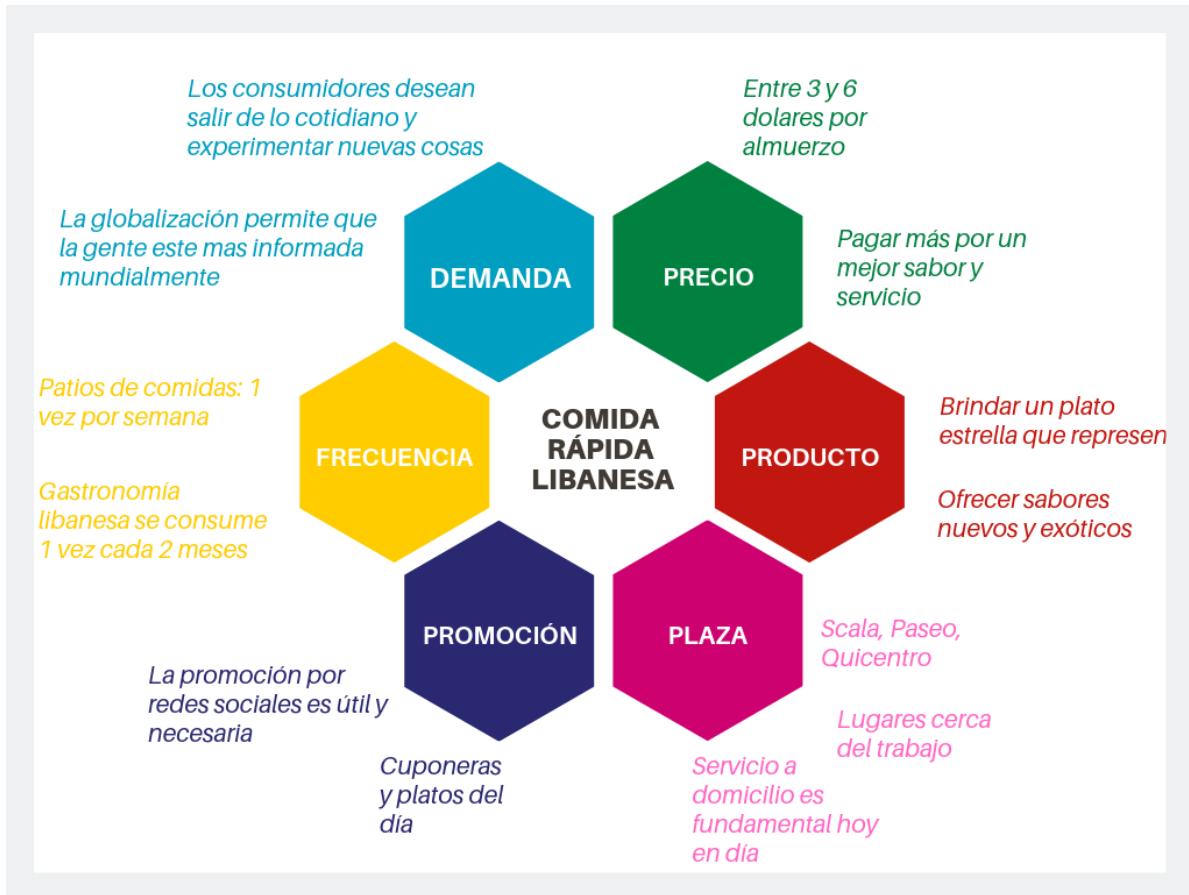 Los consumidores desean
salir de lo cotidiano y
experimentar nuevas cosas
Entre 3 y 6
dolares por
almuerzo
La globalización permite que
la gente este mas informada
mundialmente
DEMANDA
PRECIO
Pagar más por un
mejor sabor y
servicio
Patios de comidas: 1
vez por semana
Gastronomía
libanesa se consume
1 vez cada 2 meses
FRECUENCIA
COMIDA
RÁPIDA
LIBANESA
PRODUCTO
Brindar un plato
estrella que represen
Ofrecer sabores
nuevos y exóticos
PROMOCIÓN
PLAZA
Scala, Paseo,
Quicentro
La promoción por
redes sociales es útil y
necesaria
Lugares cerca
del trabajo
Cuponeras
y platos del
día
Servicio a
domicilio es
fundamental hoy
en día